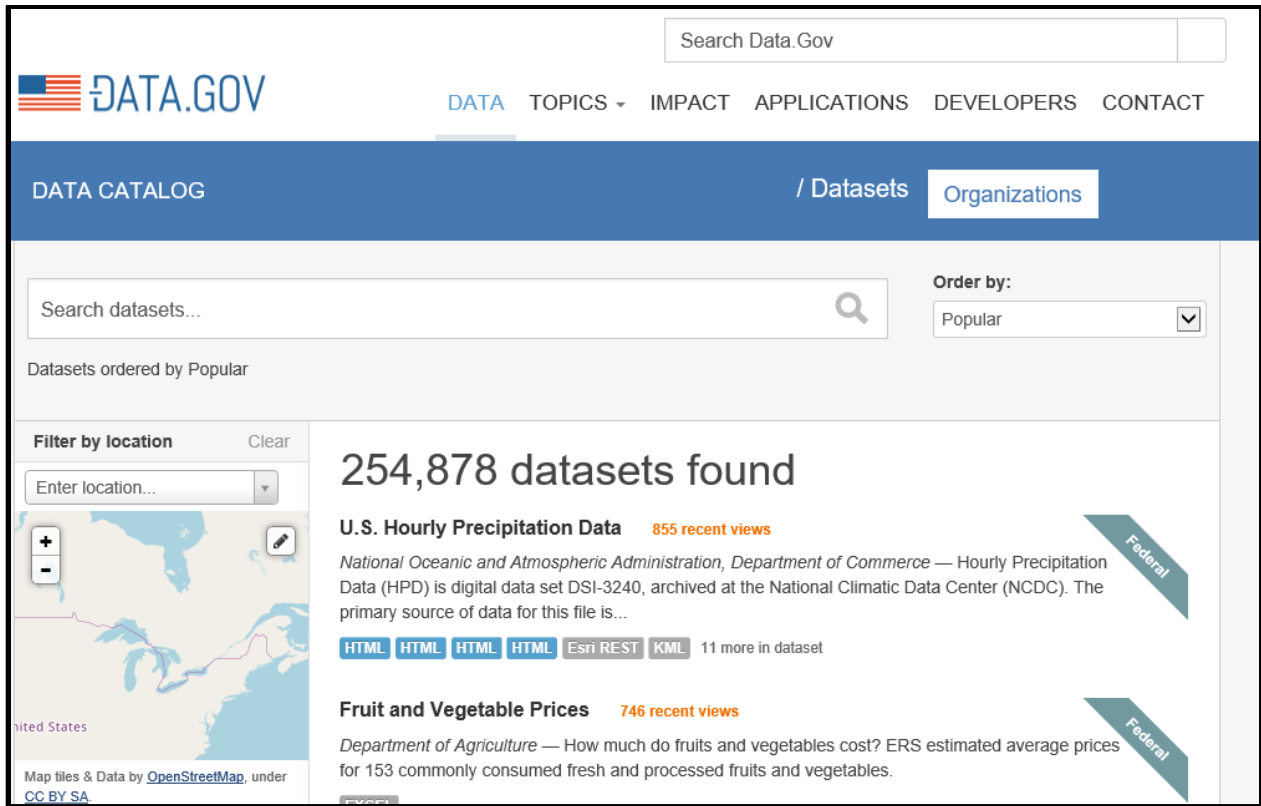 Search Data.Gov
DATA.GOV
DATA TOPICS IMPACT APPLICATIONS DEVELOPERS CONTACT
DATA CATALOG
/ Datasets Organizations
Search datasets...
Order by:
Popular
Datasets ordered by Popular
Filter by location Clear
Enter location...
+
-
nited States
Map tiles & Data by OpenStreetMap, under
CC BY SA.
254,878 datasets found
U.S. Hourly Precipitation Data 855 recent views
Federal
National Oceanic and Atmospheric Administration, Department of Commerce — Hourly Precipitation
Data (HPD) is digital data set DSI-3240, archived at the National Climatic Data Center (NCDC). The
primary source of data for this file is...
HTML HTML HTML HTML Esri REST KML 11 more in dataset
Fruit and Vegetable Prices 746 recent views
Federal
Department of Agriculture — How much do fruits and vegetables cost? ERS estimated average prices
for 153 commonly consumed fresh and processed fruits and vegetables.
EXCEL